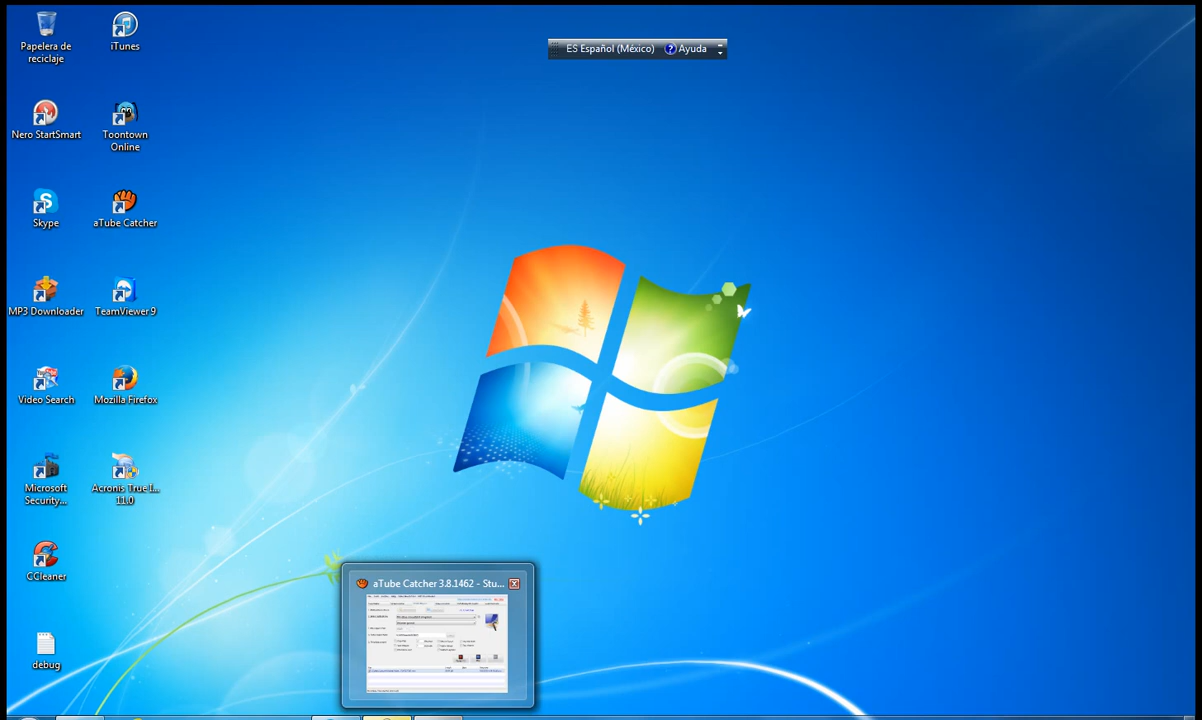 Papelera de
reciclaje
iTunes
ES Español (México)
Ayuda
Nero StartSmart
Toontown
Online
Skype
aTube Catcher
MP3 Downloader
TeamViewer 9
Video Search
Mozilla Firefox
Microsoft
Security...
Acronis True I...
11.0
CCleaner
aTube Catcher 3.8.1462 - Stu...
debug